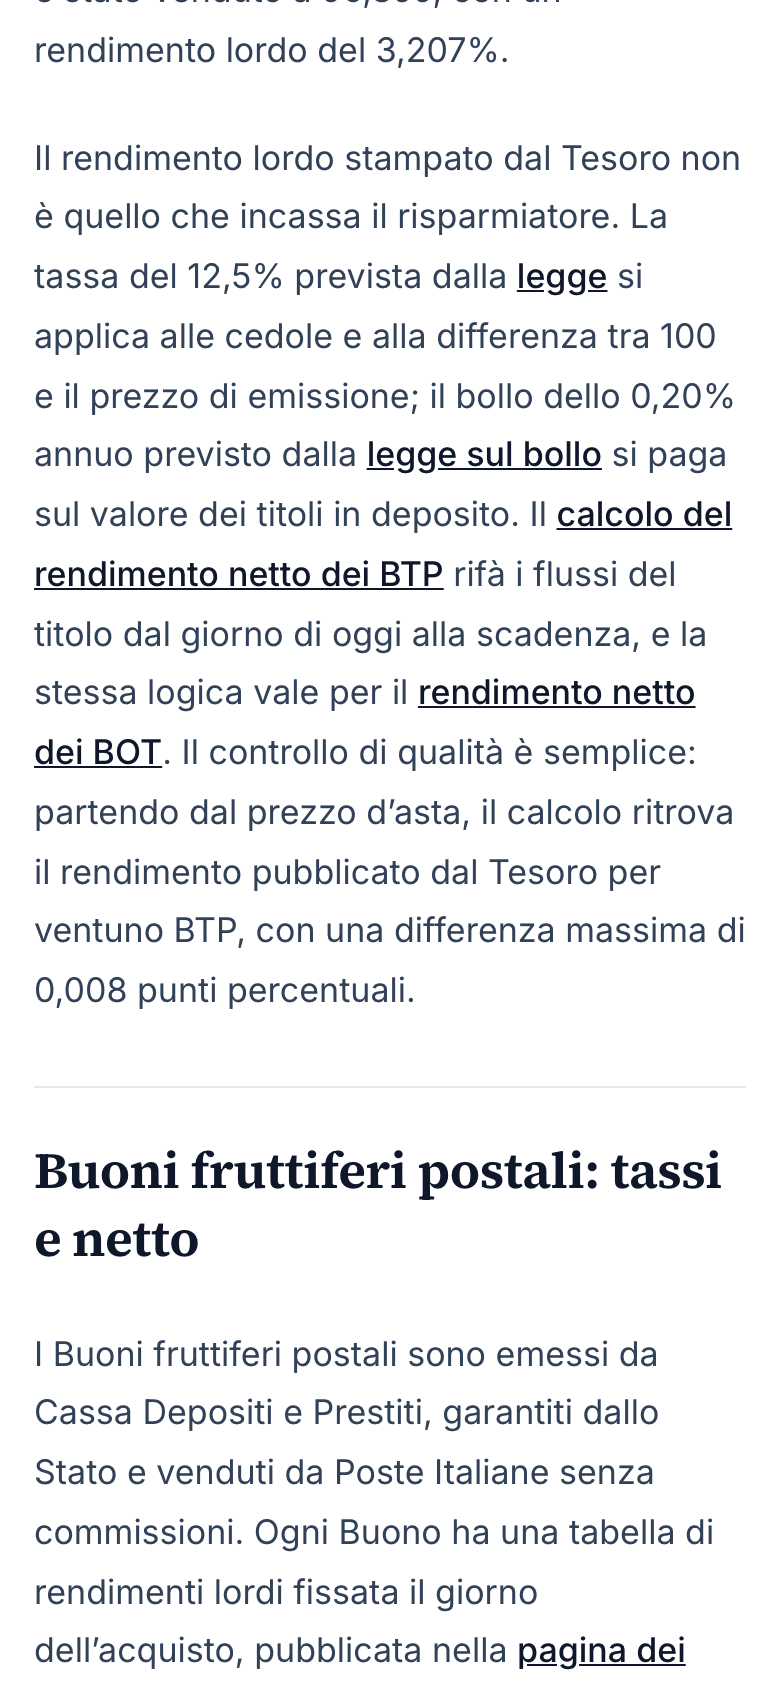 rendimento lordo del 3,207%.
Il rendimento lordo stampato dal Tesoro non
è quello che incassa il risparmiatore. La
tassa del 12,5% prevista dalla legge si
applica alle cedole e alla differenza tra 100
e il prezzo di emissione; il bollo dello 0,20%
annuo previsto dalla legge sul bollo si paga
sul valore dei titoli in deposito. Il calcolo del
rendimento netto dei BTP rifà i flussi del
titolo dal giorno di oggi alla scadenza, e la
stessa logica vale per il rendimento netto
dei BOT. Il controllo di qualità è semplice:
partendo dal prezzo d’asta, il calcolo ritrova
il rendimento pubblicato dal Tesoro per
ventuno BTP, con una differenza massima di
0,008 punti percentuali.
Buoni fruttiferi postali: tassi
e netto
I Buoni fruttiferi postali sono emessi da
Cassa Depositi e Prestiti, garantiti dallo
Stato e venduti da Poste Italiane senza
commissioni. Ogni Buono ha una tabella di
rendimenti lordi fissata il giorno
dell’acquisto, pubblicata nella pagina dei